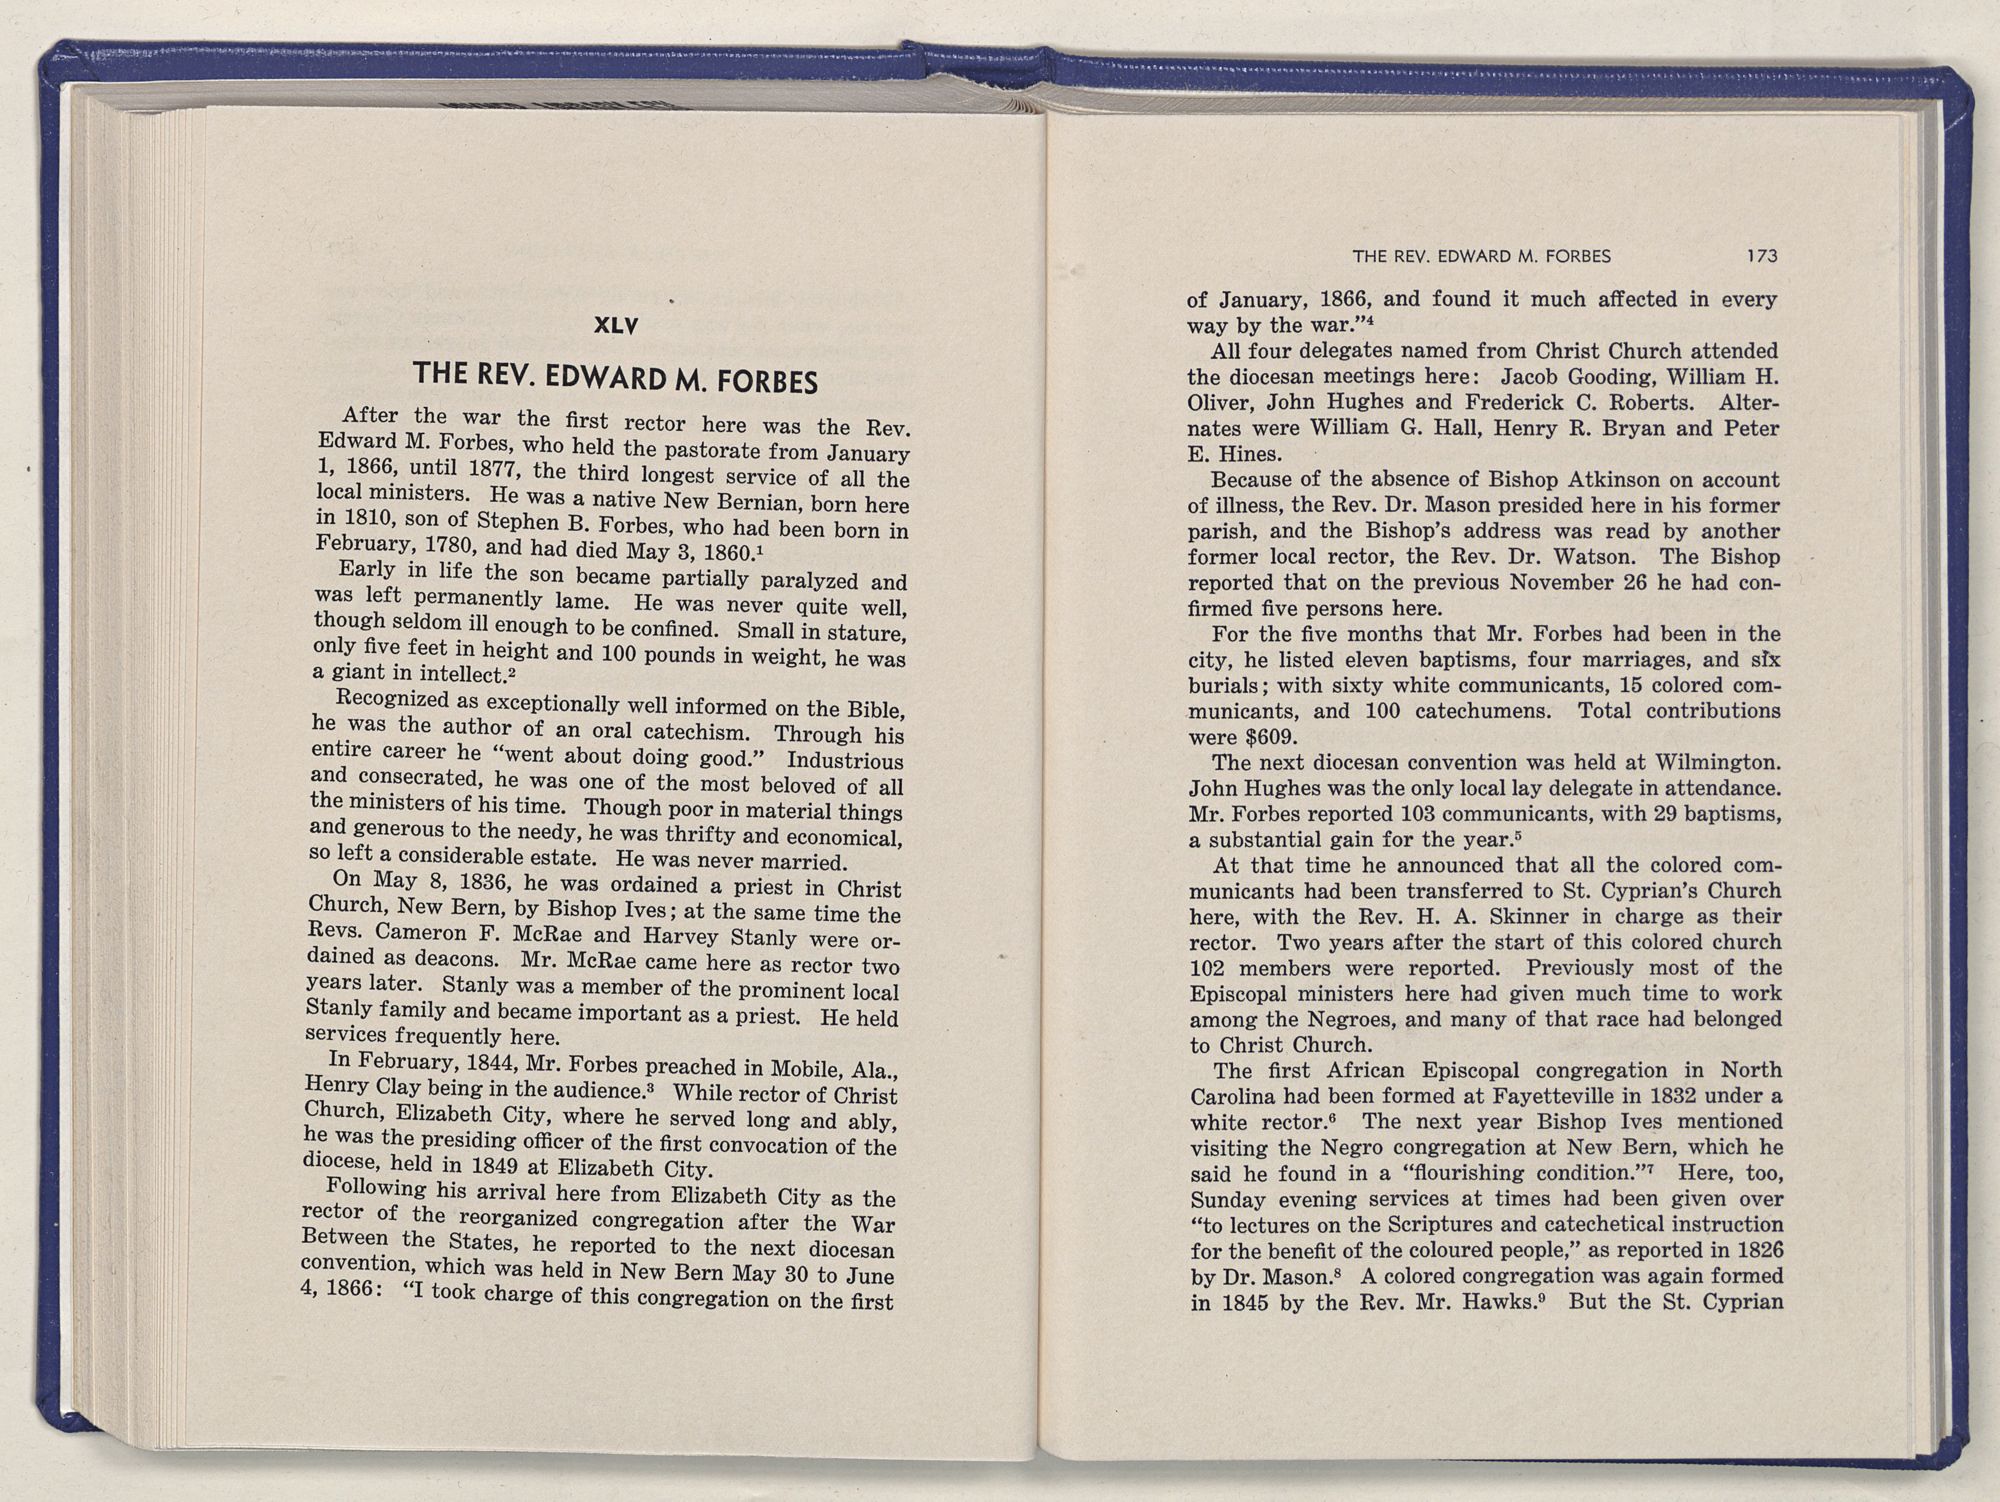 XLV
THE REV. EDWARD M. FORBES
After the war the first rector here was the Rev.
Edward M. Forbes, who held the pastorate from January
1, 1866, until 1877, the third longest service of all the
local ministers. He was a native New Bernian, born here
in 1810, son of Stephen B. Forbes, who had been born in
February, 1780, and had died May 3, 1860.¹
Early in life the son became partially paralyzed and
was left permanently lame. He was never quite well,
though seldom ill enough to be confined. Small in stature,
only five feet in height and 100 pounds in weight, he was
a giant in intellect.²
Recognized as exceptionally well informed on the Bible,
he was the author of an oral catechism. Through his
entire career he “went about doing good.” Industrious
and consecrated, he was one of the most beloved of all
the ministers of his time. Though poor in material things
and generous to the needy, he was thrifty and economical,
so left a considerable estate. He was never married.
On May 8, 1836, he was ordained a priest in Christ
Church, New Bern, by Bishop Ives; at the same time the
Revs. Cameron F. McRae and Harvey Stanly were or-
dained as deacons. Mr. McRae came here as rector two
years later. Stanly was a member of the prominent local
Stanly family and became important as a priest. He held
services frequently here.
In February, 1844, Mr. Forbes preached in Mobile, Ala.,
Henry Clay being in the audience.³ While rector of Christ
Church, Elizabeth City, where he served long and ably,
he was the presiding officer of the first convocation of the
diocese, held in 1849 at Elizabeth City.
Following his arrival here from Elizabeth City as the
rector of the reorganized congregation after the War
Between the States, he reported to the next diocesan
convention, which was held in New Bern May 30 to June
4, 1866: “I took charge of this congregation on the first
THE REV. EDWARD M. FORBES 173
of January, 1866, and found it much affected in every
way by the war.”⁴
All four delegates named from Christ Church attended
the diocesan meetings here: Jacob Gooding, William H.
Oliver, John Hughes and Frederick C. Roberts. Alter-
nates were William G. Hall, Henry R. Bryan and Peter
E. Hines.
Because of the absence of Bishop Atkinson on account
of illness, the Rev. Dr. Mason presided here in his former
parish, and the Bishop’s address was read by another
former local rector, the Rev. Dr. Watson. The Bishop
reported that on the previous November 26 he had con-
firmed five persons here.
For the five months that Mr. Forbes had been in the
city, he listed eleven baptisms, four marriages, and six
burials; with sixty white communicants, 15 colored com-
municants, and 100 catechumens. Total contributions
were $609.
The next diocesan convention was held at Wilmington.
John Hughes was the only local lay delegate in attendance.
Mr. Forbes reported 103 communicants, with 29 baptisms,
a substantial gain for the year.⁵
At that time he announced that all the colored com-
municants had been transferred to St. Cyprian’s Church
here, with the Rev. H. A. Skinner in charge as their
rector. Two years after the start of this colored church
102 members were reported. Previously most of the
Episcopal ministers here had given much time to work
among the Negroes, and many of that race had belonged
to Christ Church.
The first African Episcopal congregation in North
Carolina had been formed at Fayetteville in 1832 under a
white rector.⁶ The next year Bishop Ives mentioned
visiting the Negro congregation at New Bern, which he
said he found in a “flourishing condition.”⁷ Here, too,
Sunday evening services at times had been given over
“to lectures on the Scriptures and catechetical instruction
for the benefit of the coloured people,” as reported in 1826
by Dr. Mason.⁸ A colored congregation was again formed
in 1845 by the Rev. Mr. Hawks.⁹ But the St. Cyprian